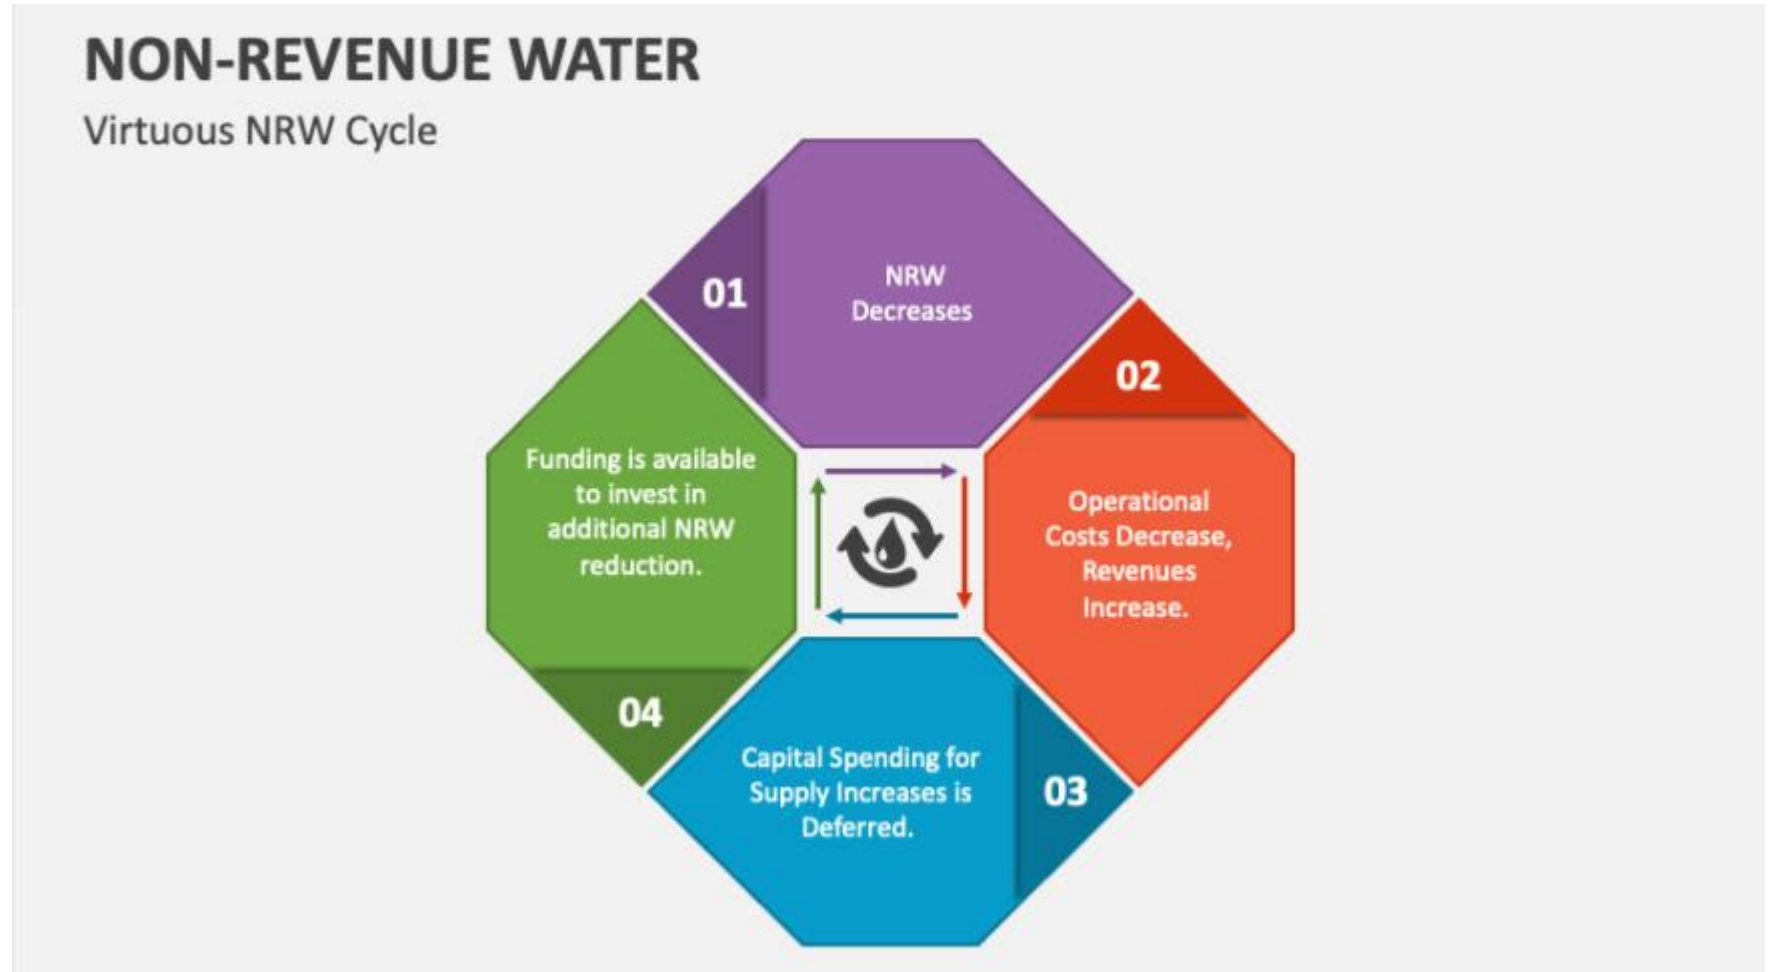 NON-REVENUE WATER
Virtuous NRW Cycle
01
NRW
Decreases
02
Operational
Costs Decrease,
Revenues
Increase.
03
Capital Spending for
Supply Increases is
Deferred.
04
Funding is available
to invest in
additional NRW
reduction.